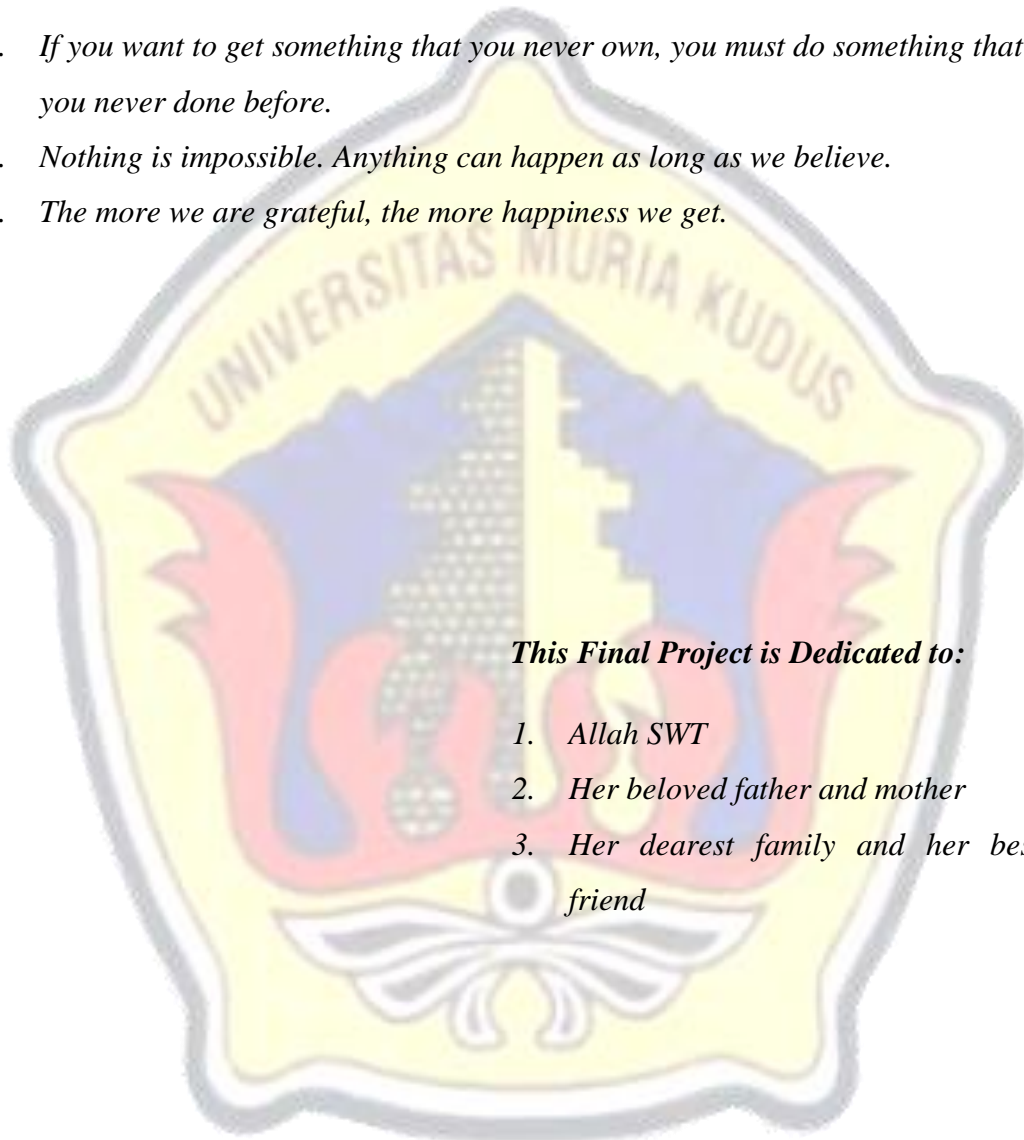 . If you want to get something that you never own, you must do something that
you never done before.
. Nothing is impossible. Anything can happen as long as we believe.
. The more we are grateful, the more happiness we get.
UNIVERSITAS MURIA KUDUS
This Final Project is Dedicated to:
1. Allah SWT
2. Her beloved father and mother
3. Her dearest family and her bes
friend